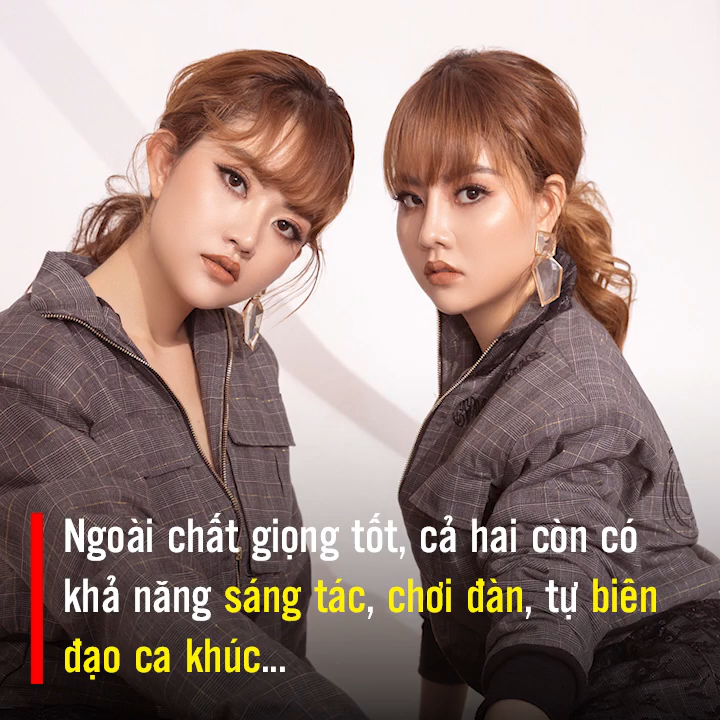 Ngoài chất giọng tốt, cả hai còn có
khả năng sáng tác, chơi đàn, tự biên
đạo ca khúc...